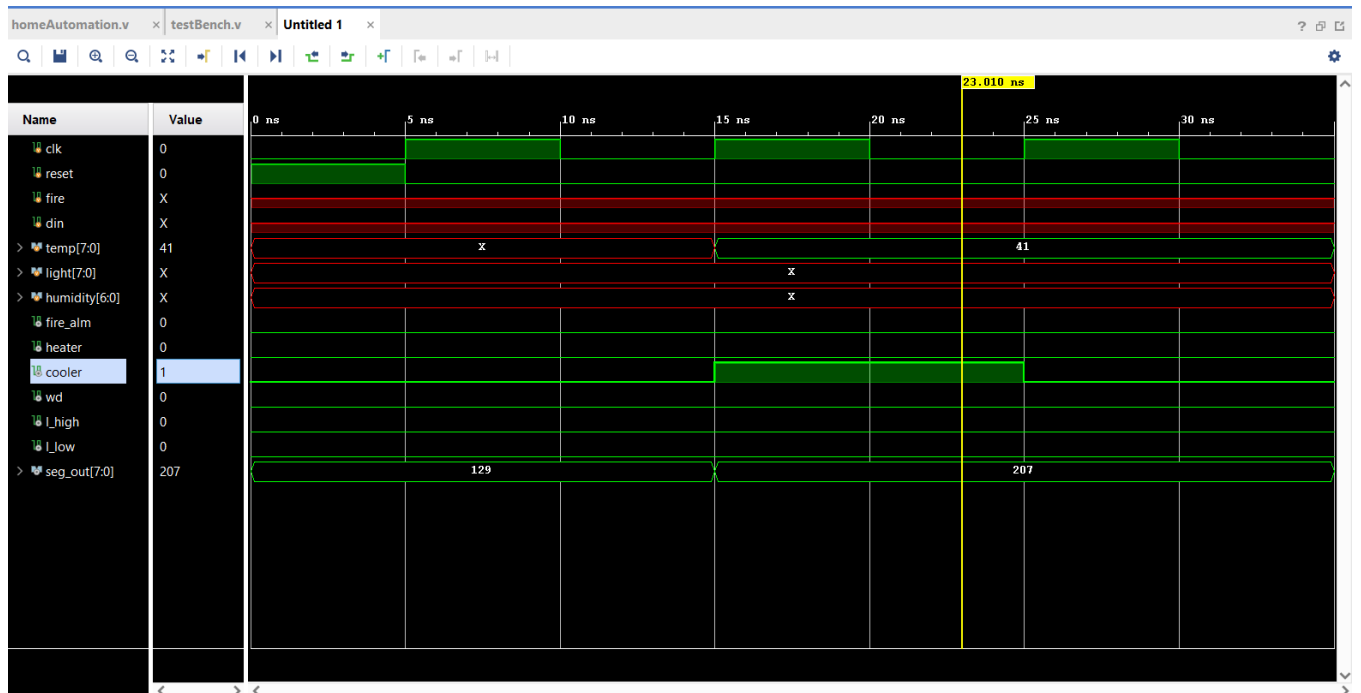 homeAutomation.v × testBench.v × Untitled 1 × ?
23.010 ns
Name Value 0 ns 5 ns 10 ns 15 ns 20 ns 25 ns 30 ns
clk 0
reset 0
fire X
din X
> temp[7:0] 41 X 41
> light[7:0] X X
> humidity[6:0] X X
fire_alm 0
heater 0
cooler 1
wd 0
l_high 0
l_low 0
> seg_out[7:0] 207 129 207